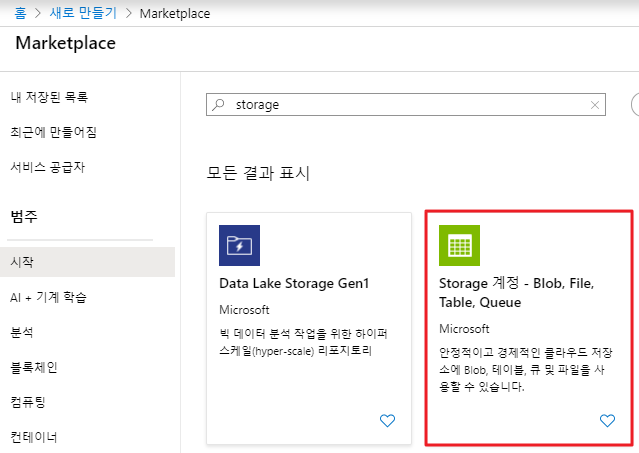 홈 > 새로 만들기 > Marketplace
Marketplace
내 저장된 목록
최근에 만들어짐
서비스 공급자
범주
시작
AI + 기계 학습
분석
블록체인
컴퓨팅
컨테이너
storage
모든 결과 표시
Data Lake Storage Gen1
Microsoft
빅 데이터 분석 작업을 위한 하이퍼
스케일(hyper-scale) 리포지토리
Storage 계정 - Blob, File,
Table, Queue
Microsoft
안정적이고 경제적인 클라우드 저장
소에 Blob, 테이블, 큐 및 파일을 사
용할 수 있습니다.